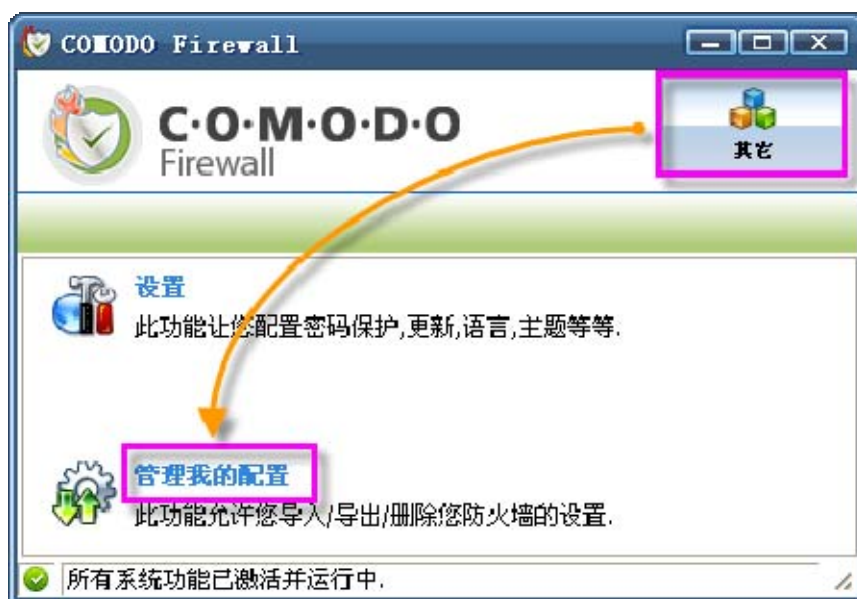 COMODO Firewall
C·O·M·O·D·O
Firewall
其它
设置
此功能让您配置密码保护,更新,语言,主题等等.
管理我的配置
此功能允许您导入/导出/删除您防火墙的设置.
所有系统功能已激活并运行中.